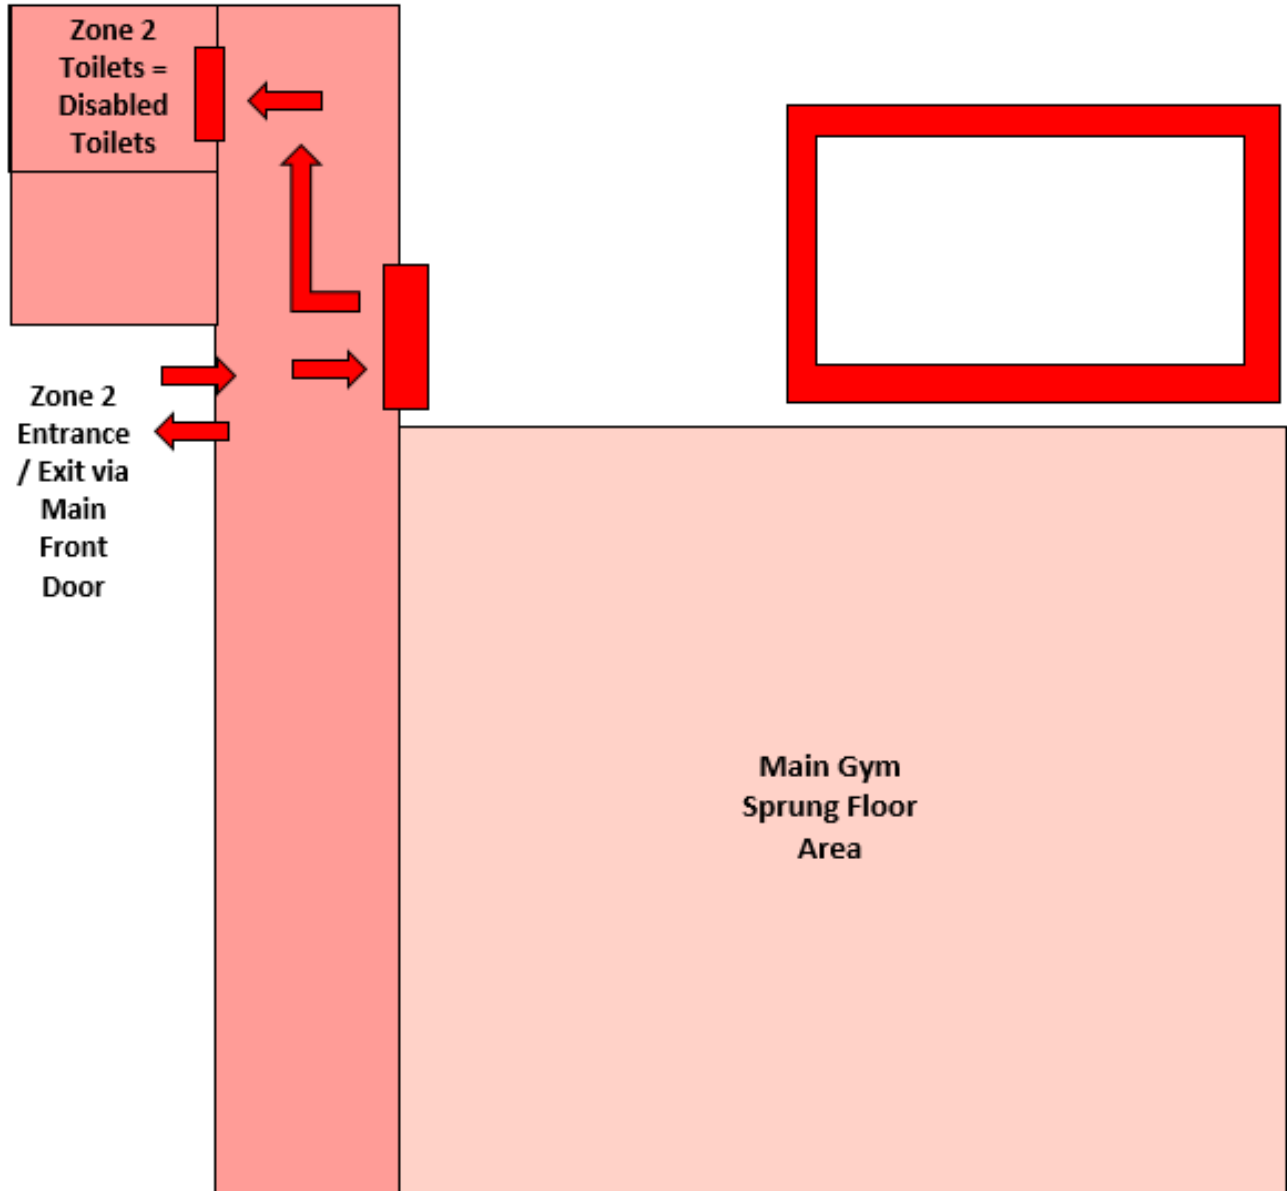 Zone 2
Toilets =
Disabled
Toilets
Zone 2
Entrance
/ Exit via
Main
Front
Door
Main Gym
Sprung Floor
Area